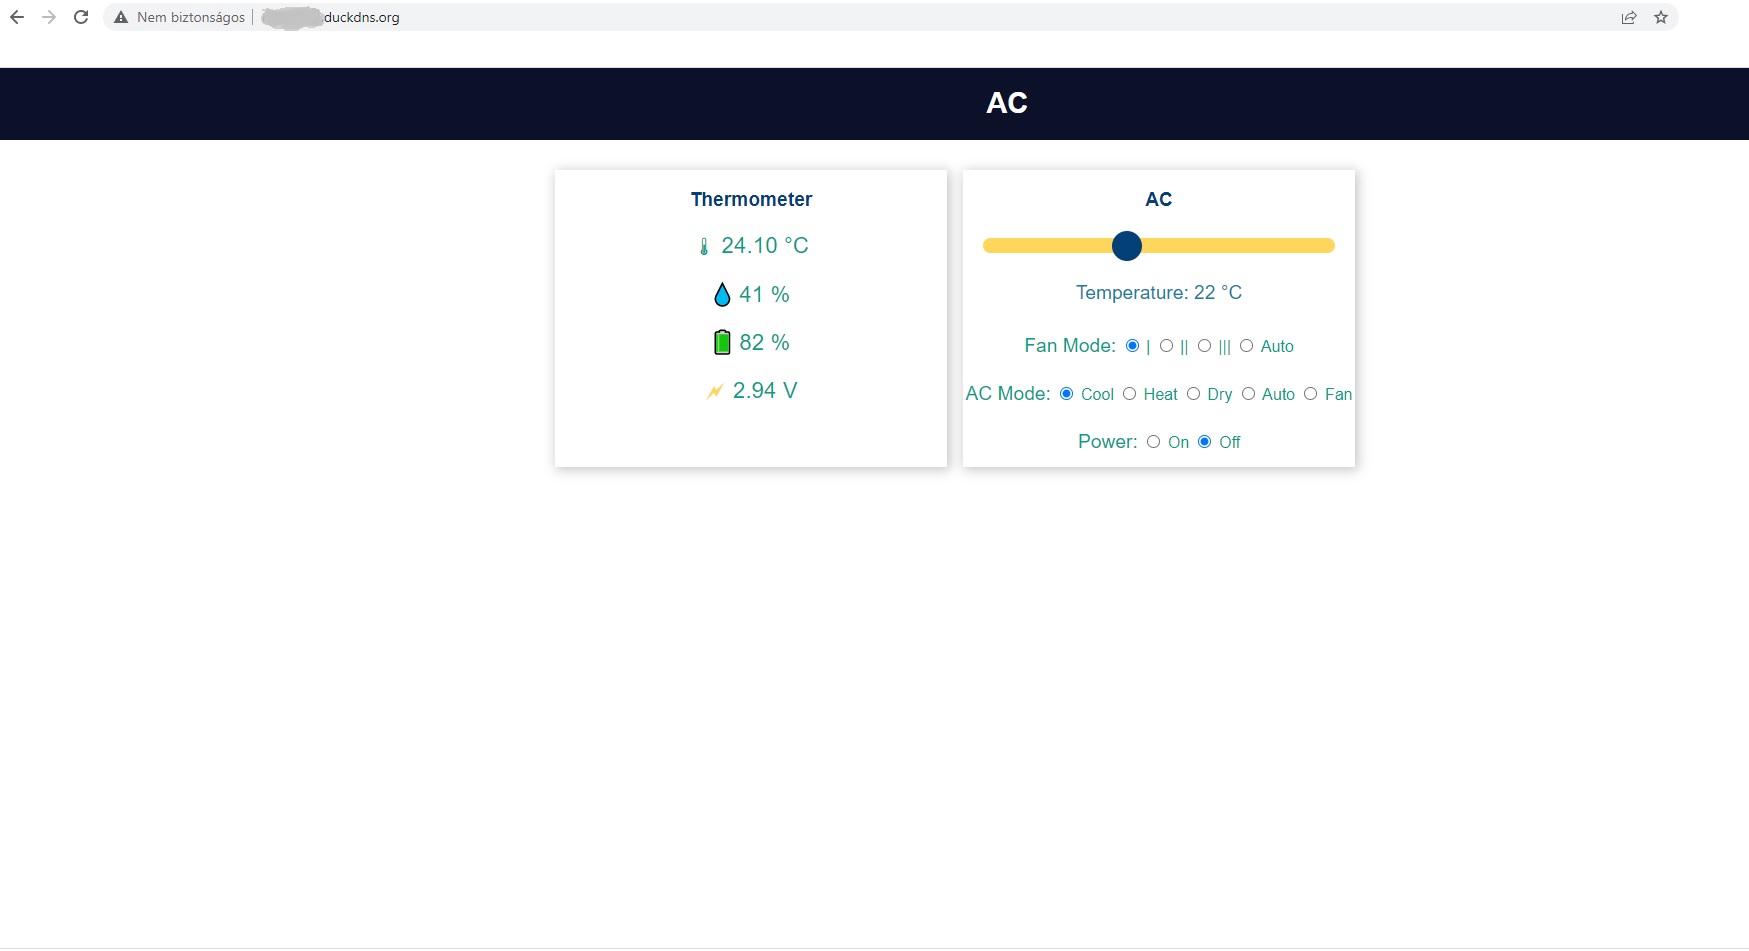 Nem biztonságos | duckdns.org
AC
Thermometer
24.10 °C
41 %
82 %
2.94 V
AC
Temperature: 22 °C
Fan Mode: | || ||| Auto
AC Mode: Cool Heat Dry Auto Fan
Power: On Off